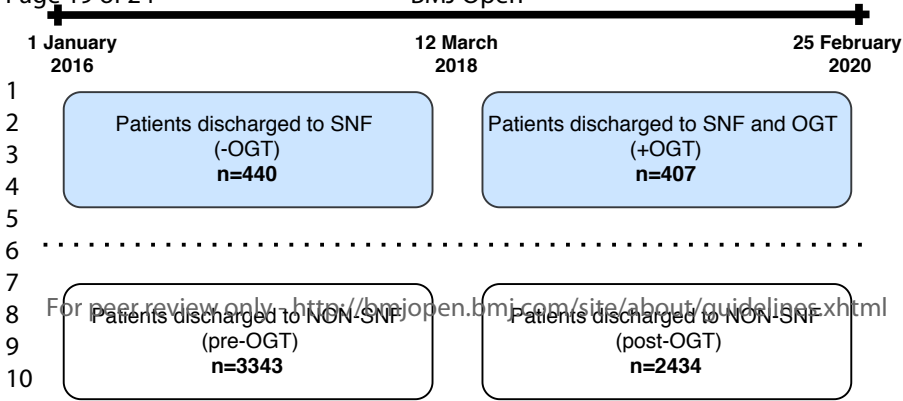 Page 19 of 24 BMJ Open
1 January 2016
12 March 2018
25 February 2020
1
2
3
4
5
6
7
8
9
10
Patients discharged to SNF
(-OGT)
n=440
Patients discharged to SNF and OGT
(+OGT)
n=407
For peer review only - http://bmjopen.bmj.com/site/about/guidelines.xhtml
Patients discharged to NON-SNF
(pre-OGT)
n=3343
Patients discharged to NON-SNF
(post-OGT)
n=2434